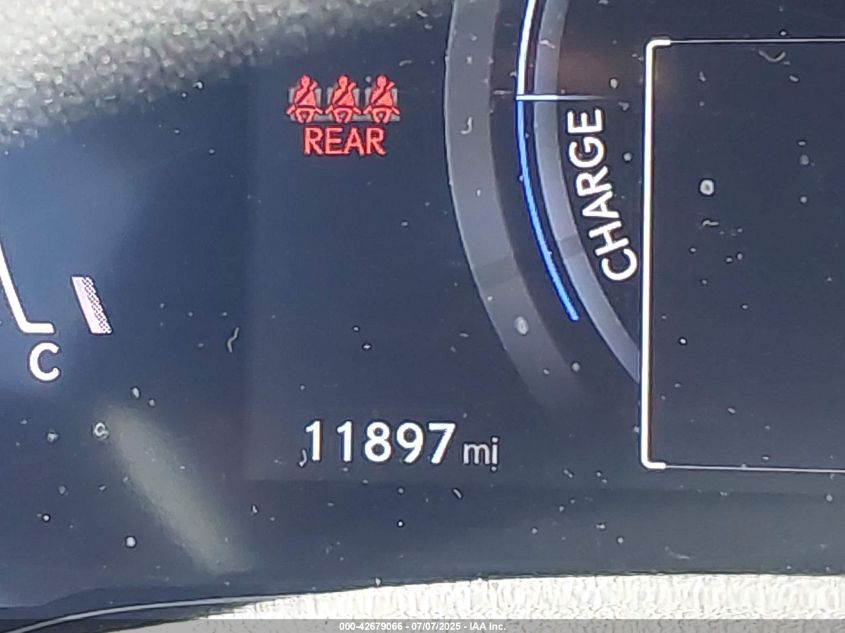 REAR
CHARGE
C
11897 mi
000-42679066 - 07/07/2025 - IAA Inc.